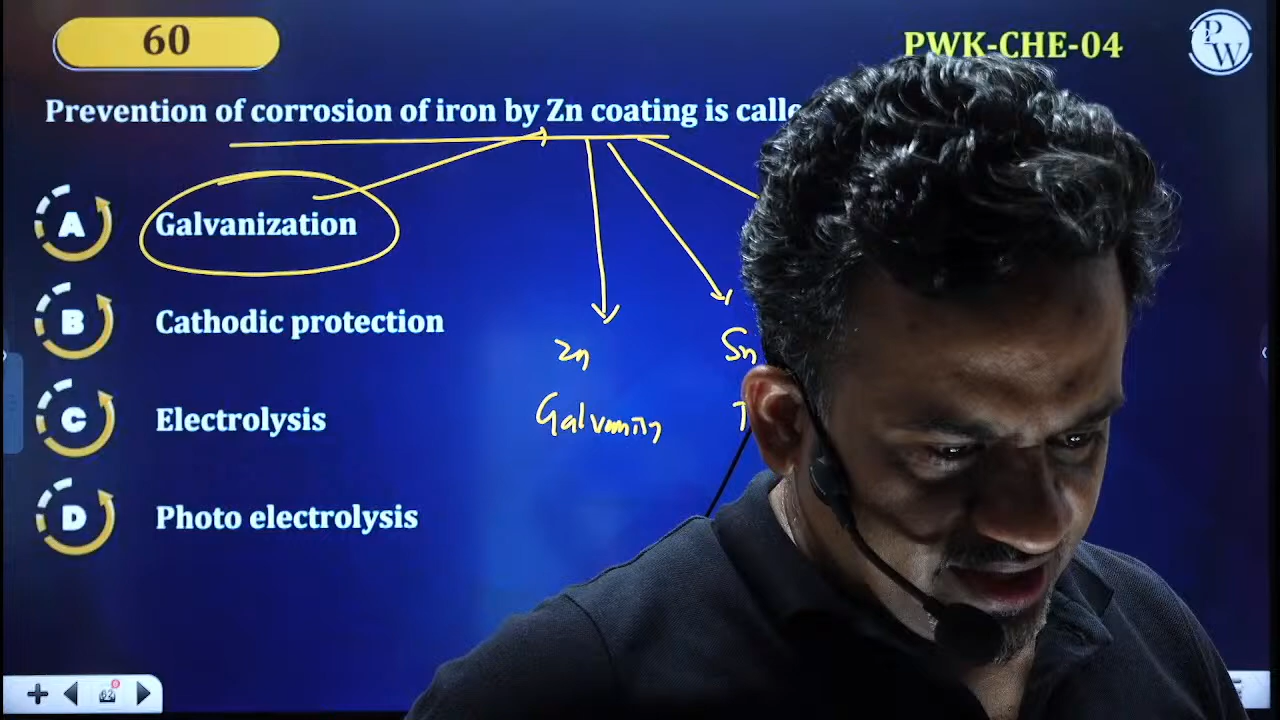 60
PWK-CHE-04
PW
Prevention of corrosion of iron by Zn coating is calle
A Galvanization
B Cathodic protection
Zn
Sn
C Electrolysis
T
D Photo electrolysis